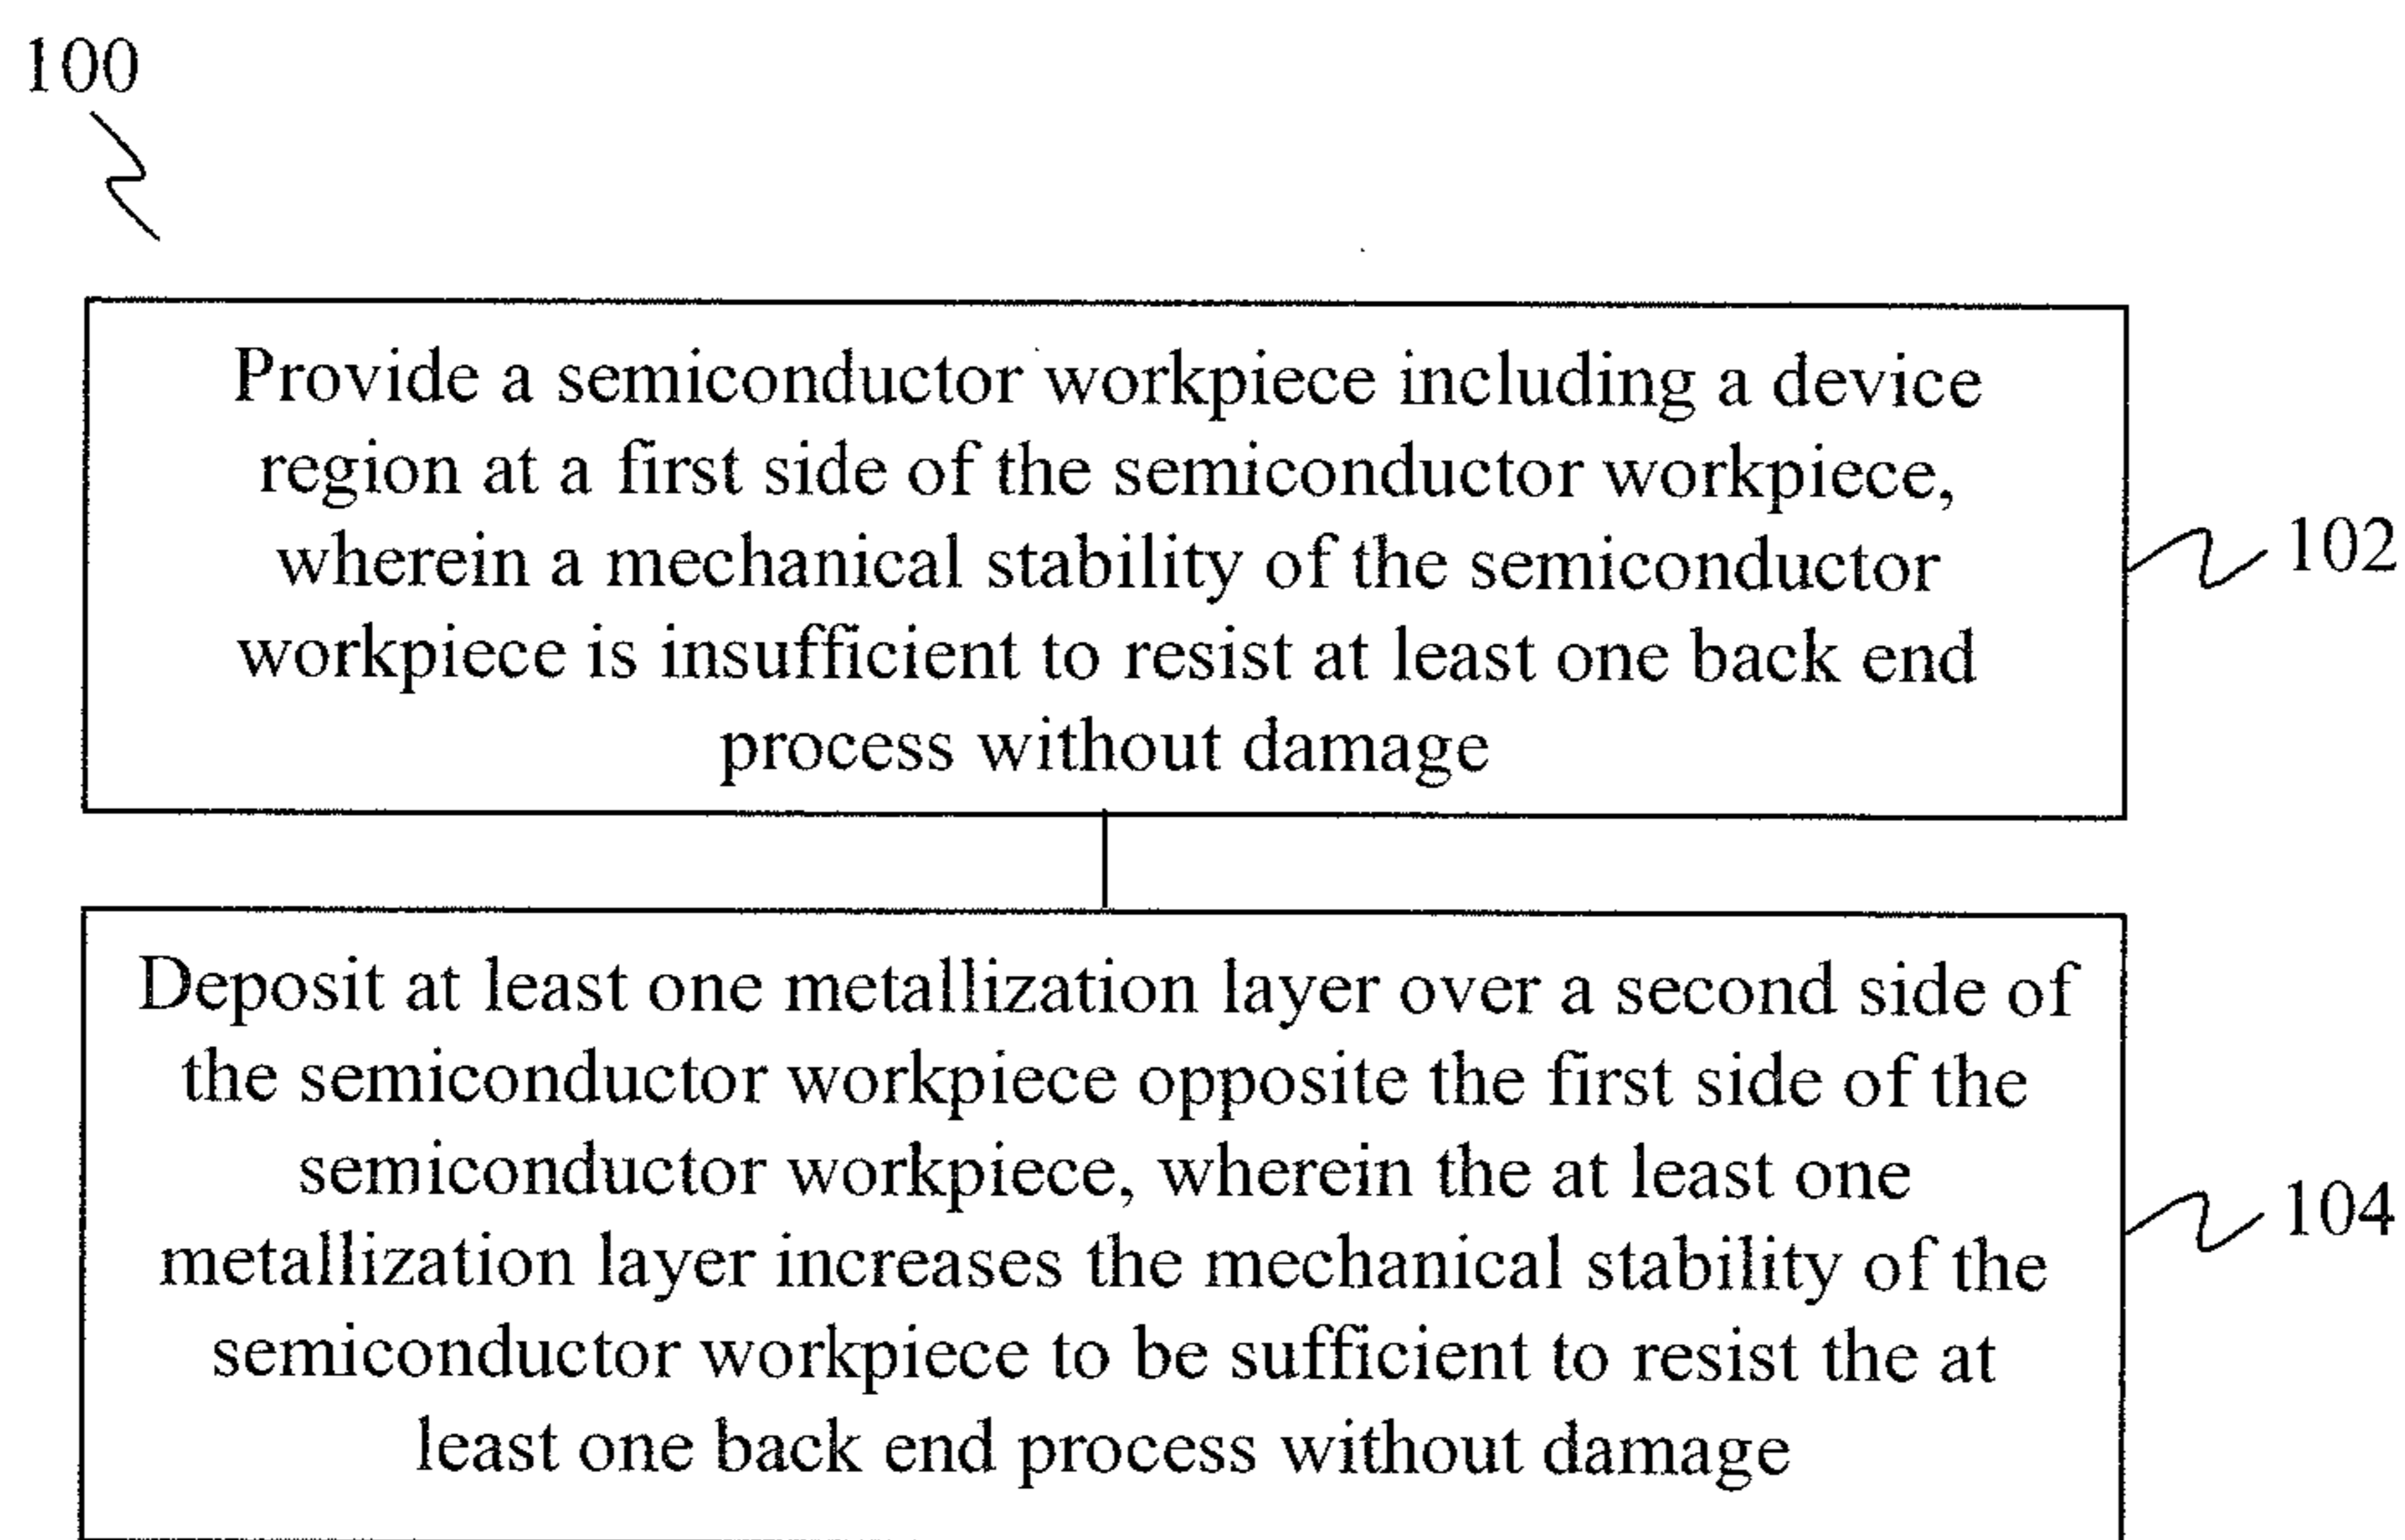 100
Provide a semiconductor workpiece including a device
region at a first side of the semiconductor workpiece,
wherein a mechanical stability of the semiconductor
workpiece is insufficient to resist at least one back end
process without damage
102
Deposit at least one metallization layer over a second side of
the semiconductor workpiece opposite the first side of the
semiconductor workpiece, wherein the at least one
metallization layer increases the mechanical stability of the
semiconductor workpiece to be sufficient to resist the at
least one back end process without damage
104